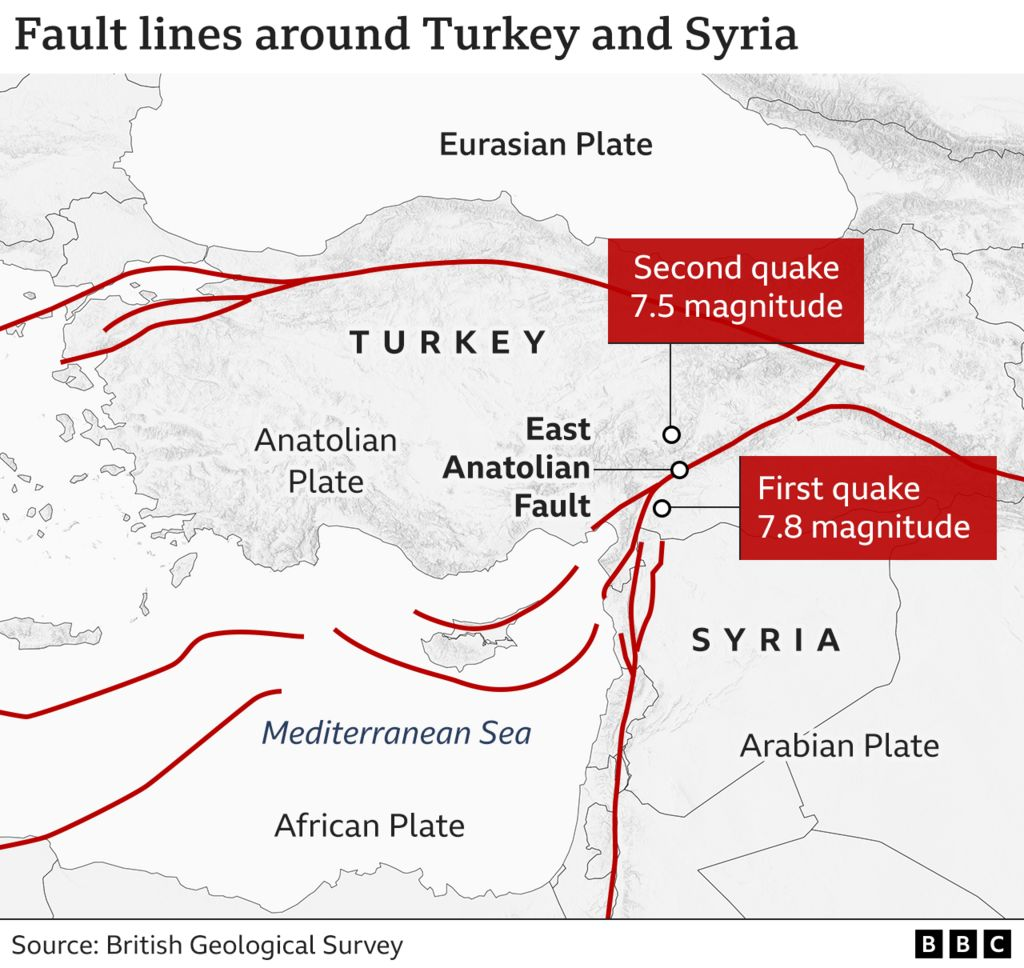 Fault lines around Turkey and Syria
Eurasian Plate
Second quake
7.5 magnitude
TURKEY
East
Anatolian
Fault
Anatolian
Plate
First quake
7.8 magnitude
SYRIA
Mediterranean Sea
Arabian Plate
African Plate
Source: British Geological Survey
BBC